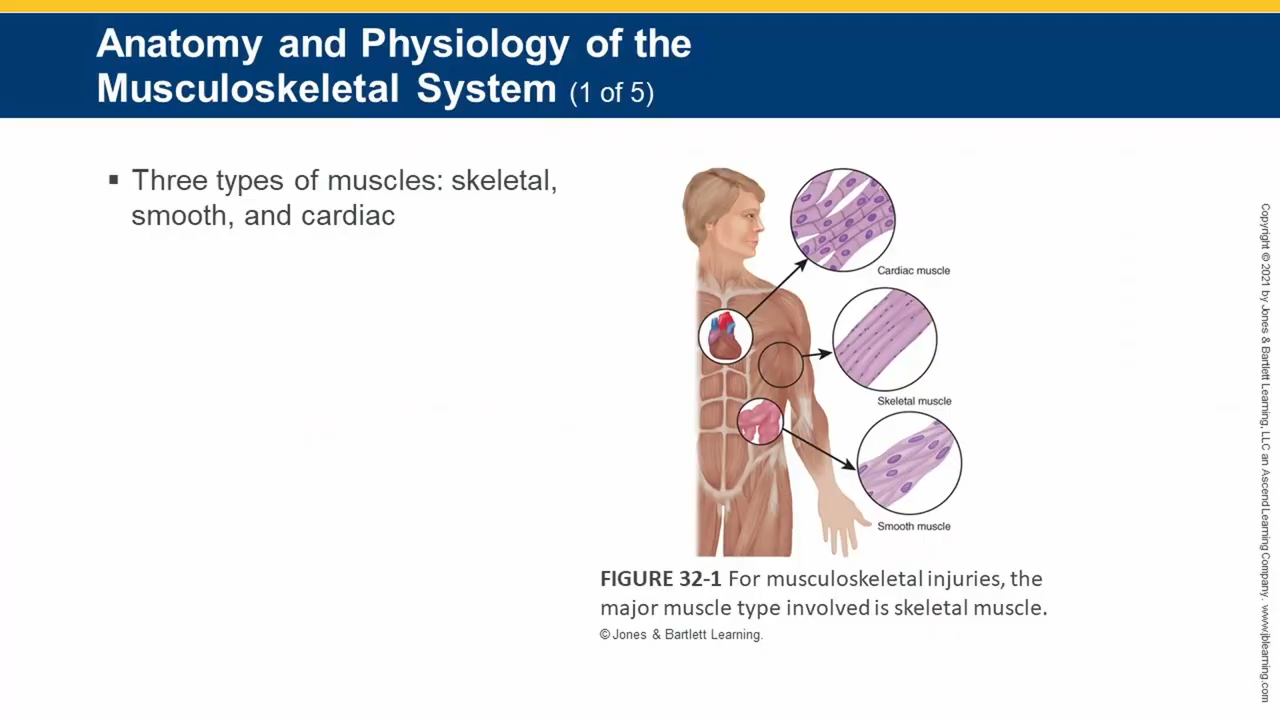 Anatomy and Physiology of the
Musculoskeletal System (1 of 5)
▪ Three types of muscles: skeletal,
smooth, and cardiac
Cardiac muscle
Skeletal muscle
Smooth muscle
FIGURE 32-1 For musculoskeletal injuries, the
major muscle type involved is skeletal muscle.
© Jones & Bartlett Learning.
Copyright © 2021 by Jones & Bartlett Learning, LLC an Ascend Learning Company. www.jblearning.com